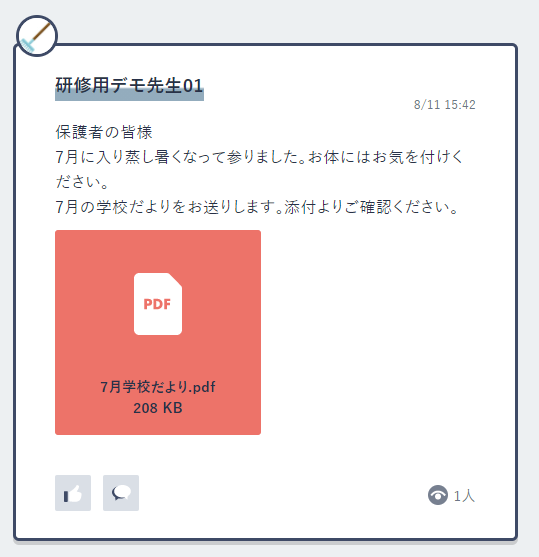 研修用デモ先生01
8/11 15:42
保護者の皆様
7月に入り蒸し暑くなって参りました。お体にはお気を付けく
ださい。
7月の学校だよりをお送りします。添付よりご確認ください。
PDF
7月学校だより.pdf
208 KB
1人